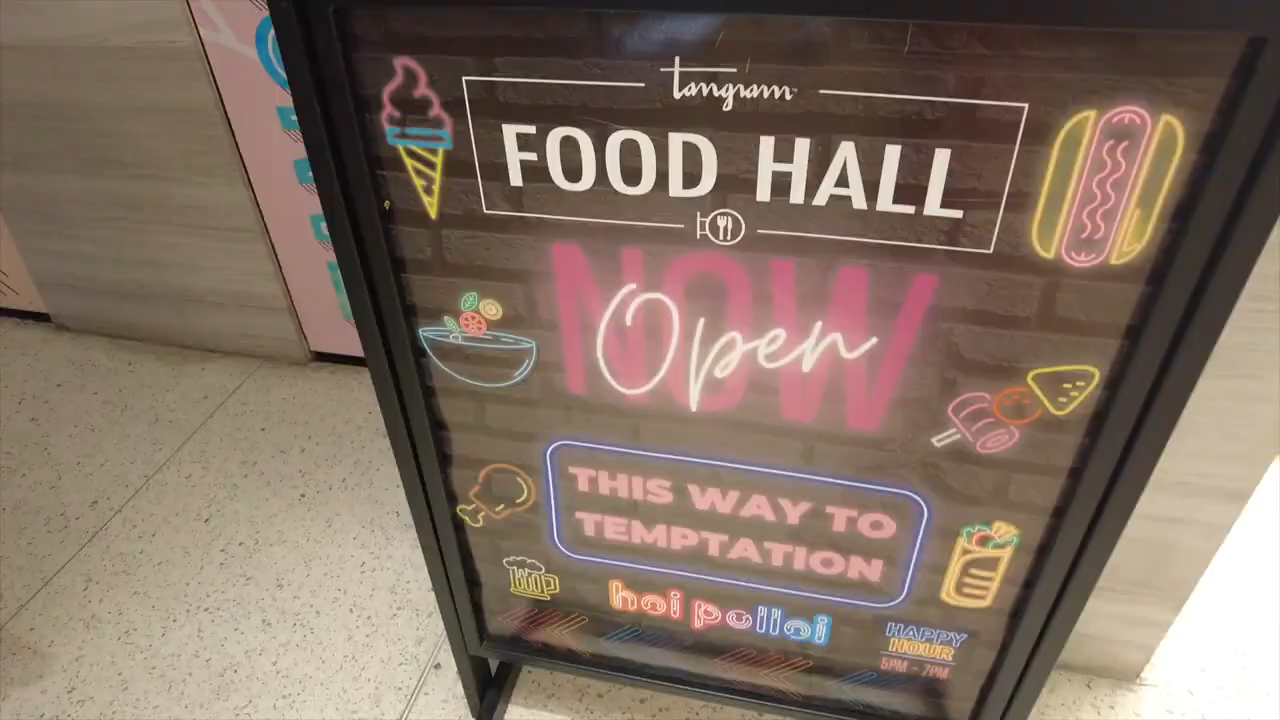 tangram
FOOD HALL
NOW
Open
THIS WAY TO
TEMPTATION
hoi polloi
HAPPY
HOUR
5PM - 7PM